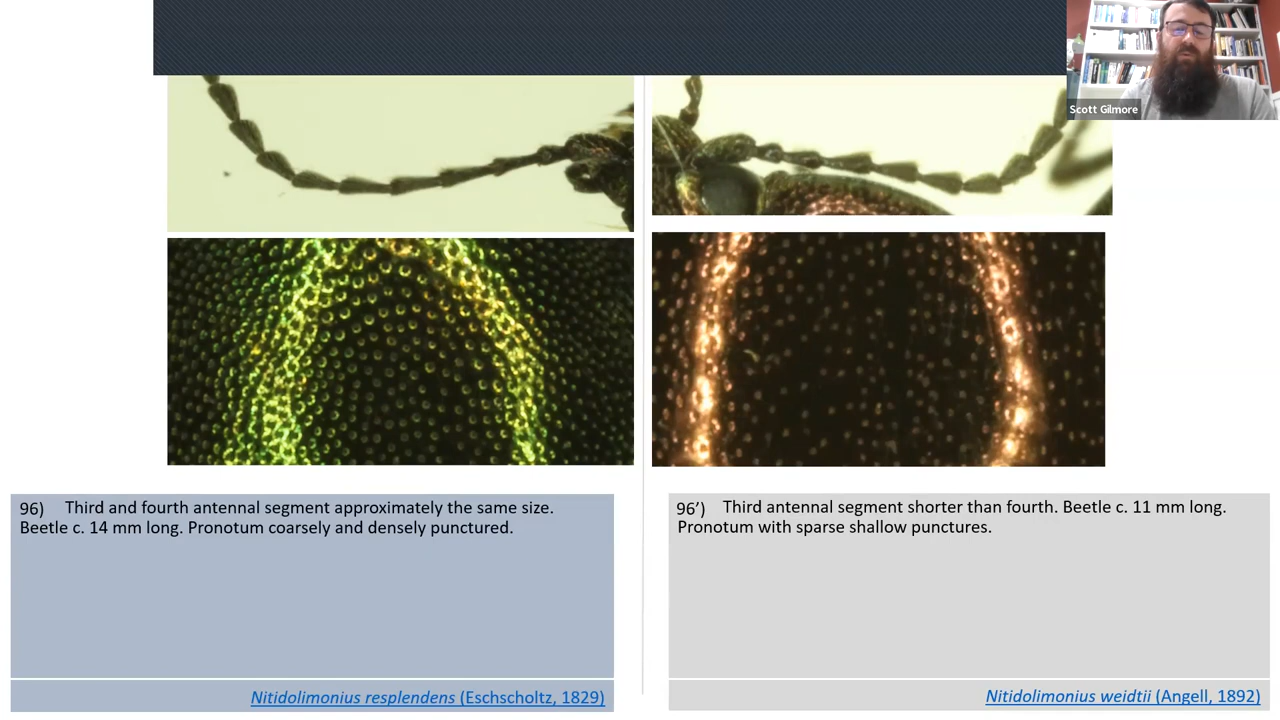 Scott Gilmore
96) Third and fourth antennal segment approximately the same size.
Beetle c. 14 mm long. Pronotum coarsely and densely punctured.
Nitidolimonius resplendens (Eschscholtz, 1829)
96’) Third antennal segment shorter than fourth. Beetle c. 11 mm long.
Pronotum with sparse shallow punctures.
Nitidolimonius weidtii (Angell, 1892)